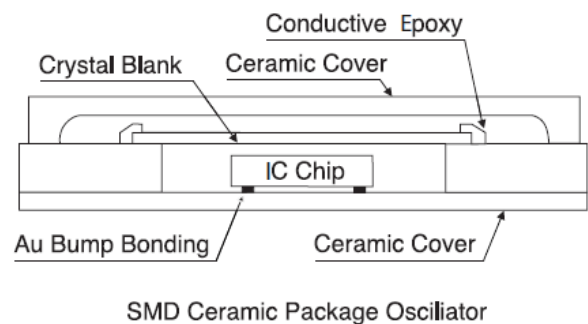 Conductive Epoxy
Crystal Blank
Ceramic Cover
IC Chip
Au Bump Bonding
Ceramic Cover
SMD Ceramic Package Osciliator